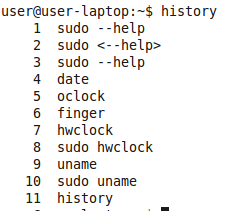 user@user-laptop:~$ history
1 sudo --help
2 sudo <--help>
3 sudo --help
4 date
5 oclock
6 finger
7 hwclock
8 sudo hwclock
9 uname
10 sudo uname
11 history